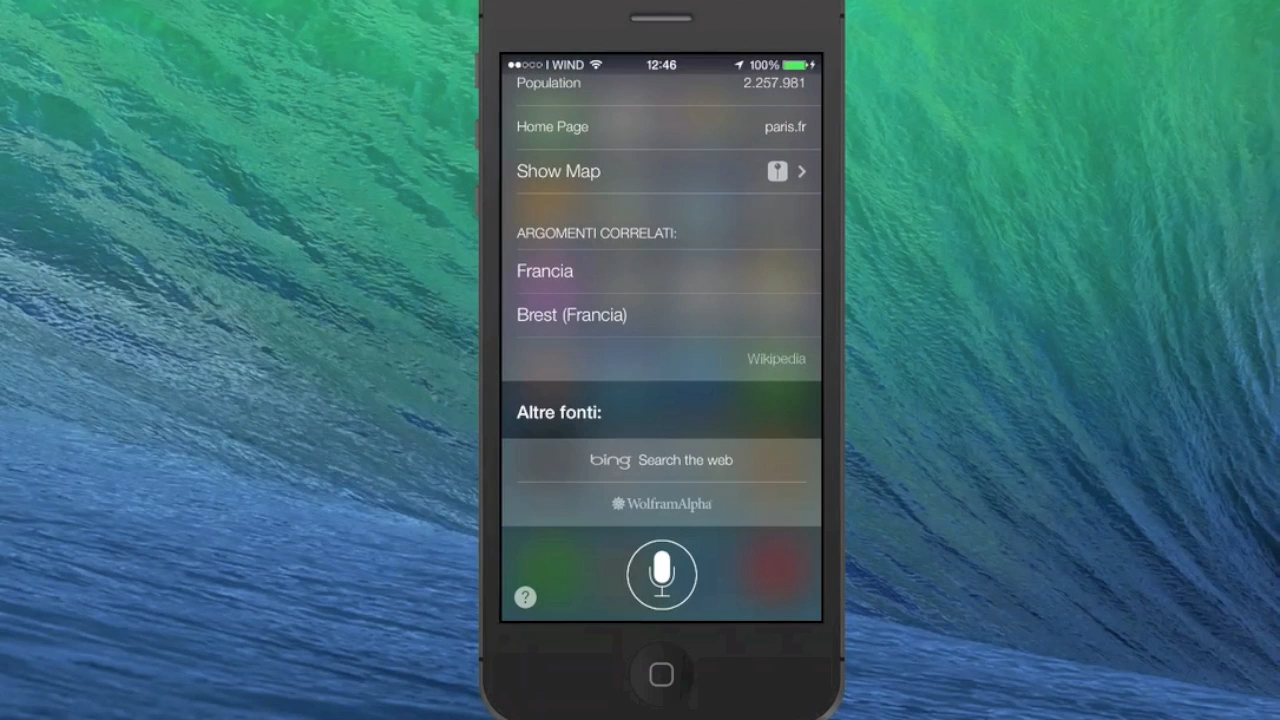 I WIND 12:46 100%
Population 2.257.981
Home Page paris.fr
Show Map
ARGOMENTI CORRELATI:
Francia
Brest (Francia)
Wikipedia
Altre fonti:
bing Search the web
WolframAlpha
?